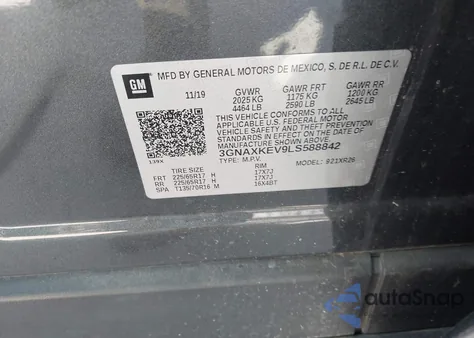 GM
MFD BY GENERAL MOTORS DE MEXICO, S. DE R.L. DE C.V.
11/19 GVWR GAWR FRT GAWR RR
2025 KG 1175 KG 1200 KG
4464 LB 2590 LB 2645 LB
THIS VEHICLE CONFORMS TO ALL
APPLICABLE U.S. FEDERAL MOTOR
VEHICLE SAFETY AND THEFT PREVENTION
STANDARDS IN EFFECT ON THE DATE OF
MANUFACTURE SHOWN ABOVE.
3GNAXKEV9LS588842
TYPE: M.P.V. MODEL: 921XR26
139X
TIRE SIZE RIM
FRT 225/65R17 H 17X7J
RR 225/65R17 H 17X7J
SPA T135/70R16 M 16X4BT
autoSnap